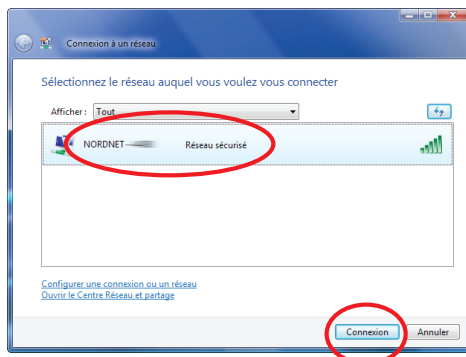 Connexion à un réseau
Sélectionnez le réseau auquel vous voulez vous connecter
Afficher : Tout
NORDNET Réseau sécurisé
Configurer une connexion ou un réseau
Ouvrir le Centre Réseau et partage
Connexion Annuler